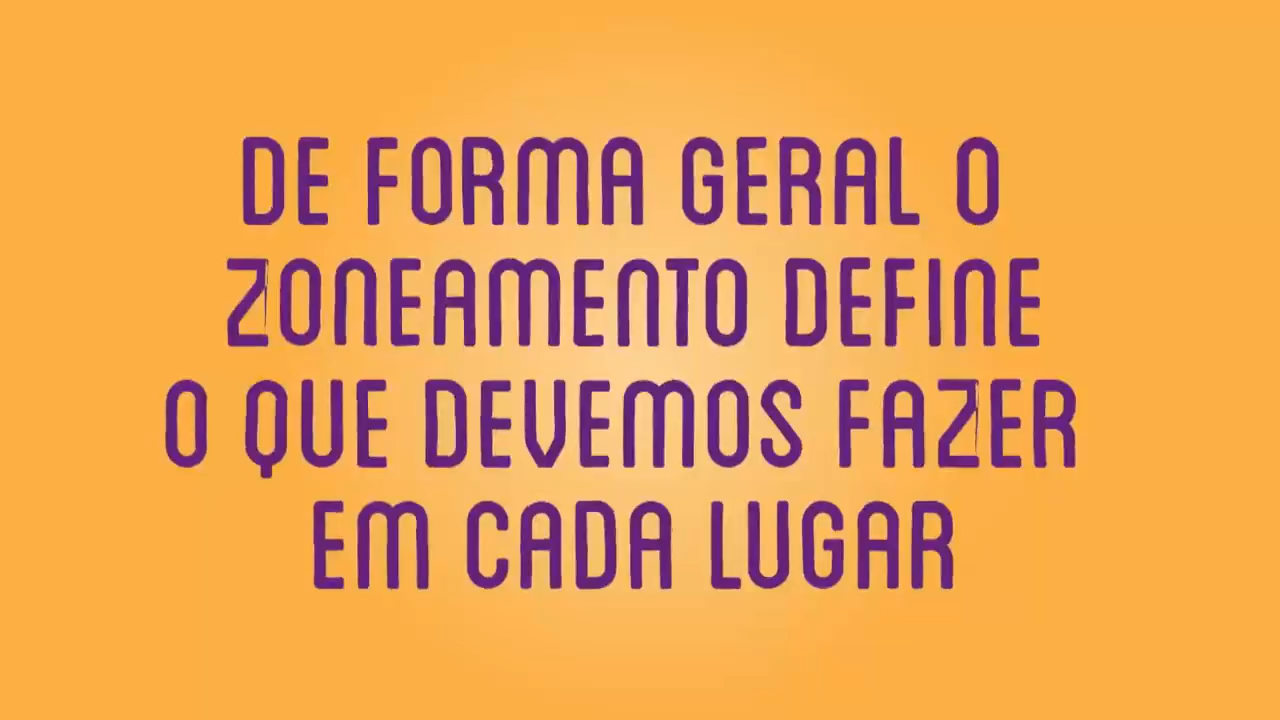 DE FORMA GERAL O
ZONEAMENTO DEFINE
O QUE DEVEMOS FAZER
EM CADA LUGAR